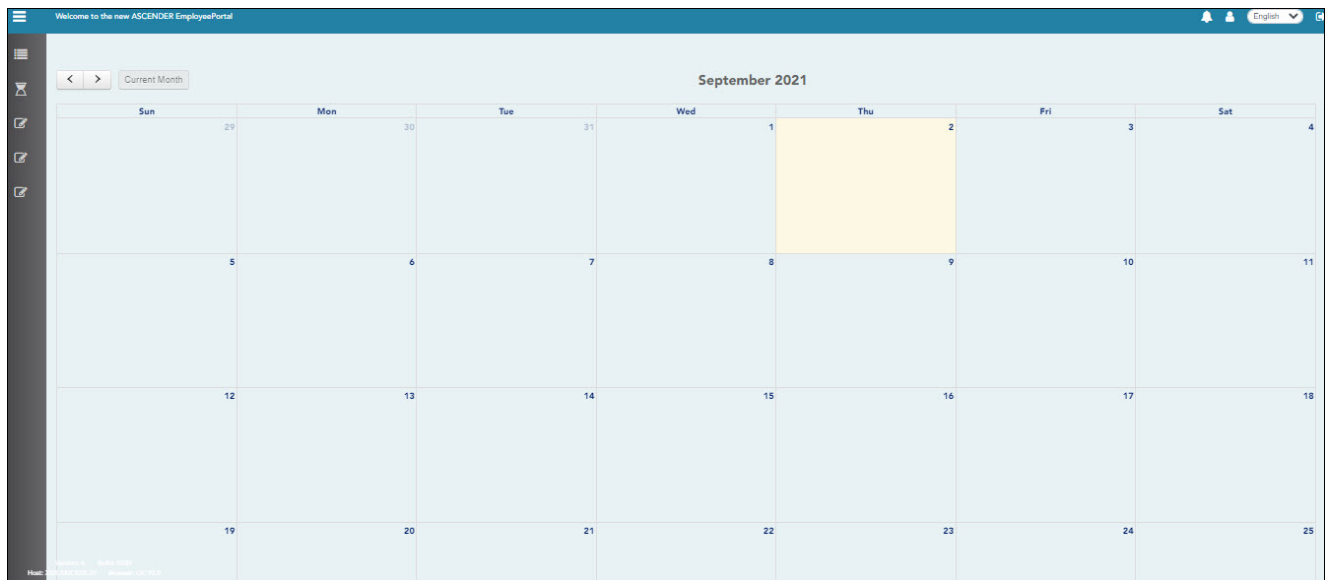 Welcome to the new ASCENDER EmployeePortal
English
Current Month
September 2021
Sun Mon Tue Wed Thu Fri Sat
29 30 31 1 2 3 4
5 6 7 8 9 10 11
12 13 14 15 16 17 18
19 20 21 22 23 24 25
Host: